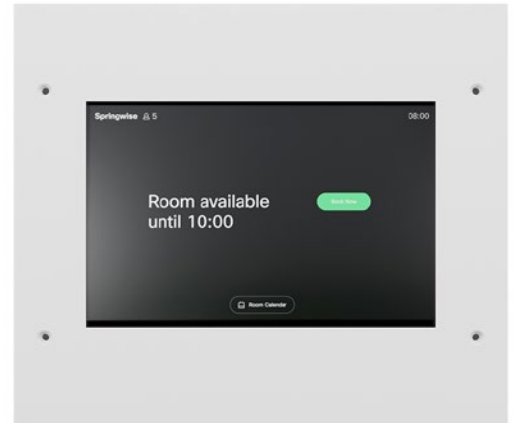 Springwise 5
08:00
Room available
until 10:00
Book Now
Room Calendar